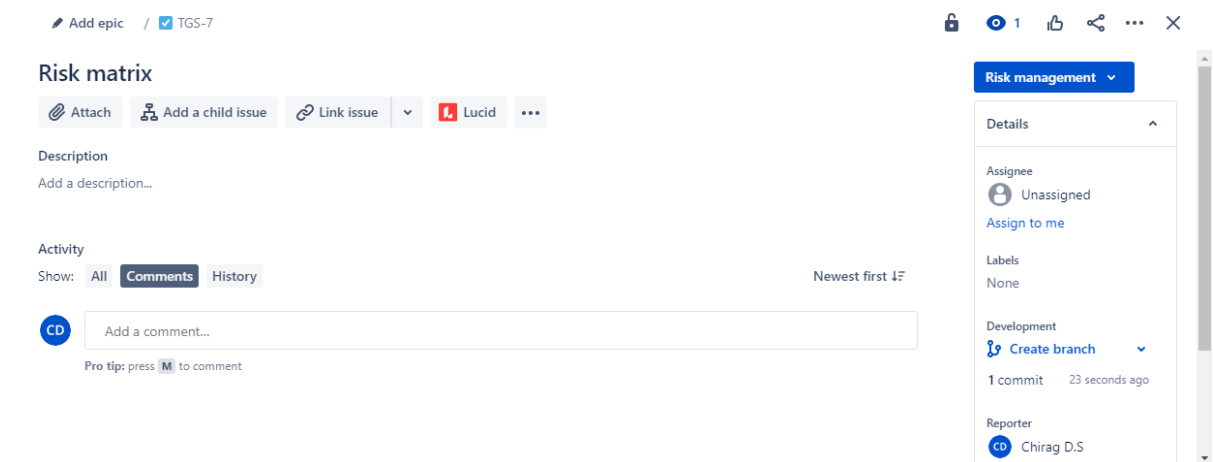 Add epic / TGS-7
1
Risk matrix
Risk management
Attach Add a child issue Link issue Lucid
Details
Description
Add a description...
Assignee
Unassigned
Assign to me
Activity
Show: All Comments History
Newest first
Labels
None
CD Add a comment...
Pro tip: press M to comment
Development
Create branch
1 commit 23 seconds ago
Reporter
CD Chirag D.S